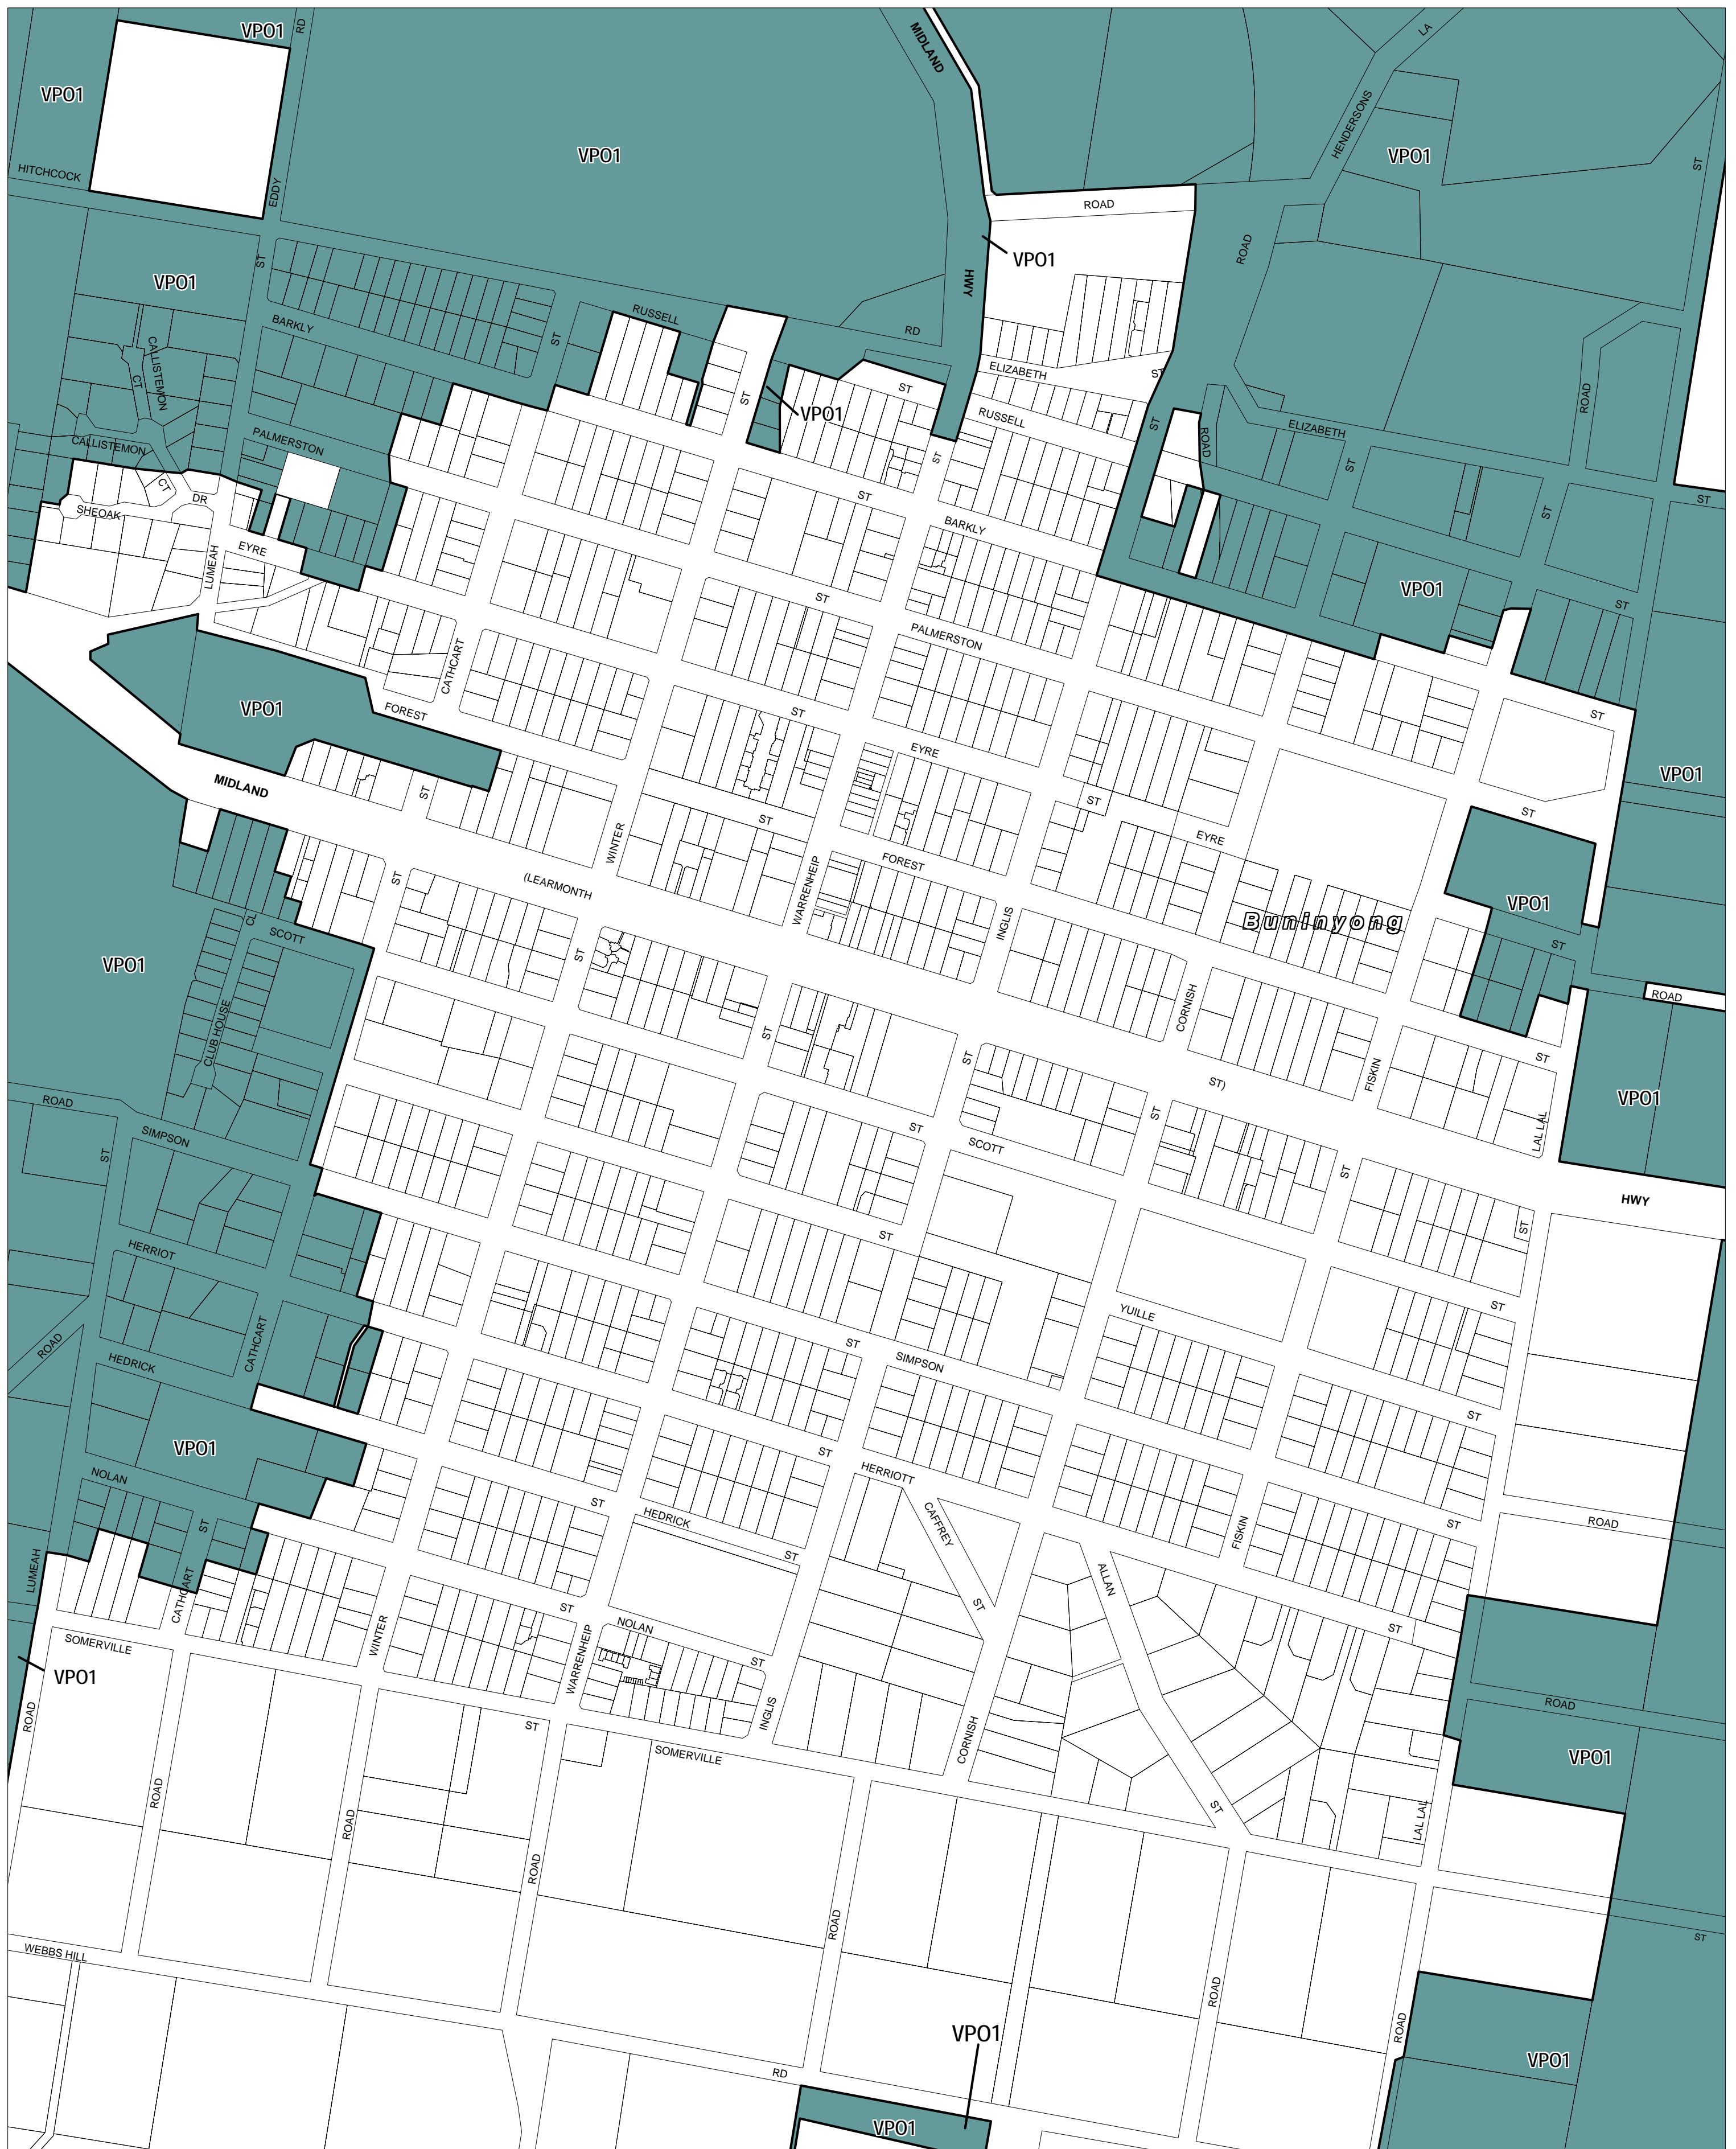 VPO1
RD
MIDLAND
LA
VPO1
HENDERSONS
VPO1
VPO1
ST
HITCHCOCK
EDDY
ROAD
ROAD
ST
VPO1
HWY
VPO1
BARKLY
RUSSELL
RD
ST
CALLISTEMON
CT
ELIZABETH
ST
ST
ST
ROAD
VPO1
RUSSELL
ST
ELIZABETH
ROAD
PALMERSTON
CALLISTEMON
ST
ST
CT
DR
ST
ST
SHEOAK
BARKLY
ST
EYRE
LUMEAH
VPO1
ST
ST
PALMERSTON
CATHCART
VPO1
FOREST
ST
ST
EYRE
VPO1
MIDLAND
ST
ST
ST
ST
WINTER
EYRE
FOREST
ST
(LEARMONTH
WARRENHEIP
VPO1
Buninyong
CL
SCOTT
INGLIS
ST
ST
VPO1
ROAD
CORNISH
CLUB HOUSE
ST
ST
ST
ST)
FISKIN
VPO1
ROAD
ST
ST
LAL LAL
SIMPSON
SCOTT
ST
ST
HWY
ST
HERRIOT
ST
ST
YUILLE
ROAD
CATHCART
ST
HEDRICK
SIMPSON
ST
VPO1
ST
NOLAN
HERRIOTT
ST
CAFFREY
HEDRICK
ST
ROAD
ST
FISKIN
ST
LUMEAH
ALLAN
CATHCART
ST
ST
NOLAN
ST
WINTER
SOMERVILLE
WARRENHEIP
ST
VPO1
ROAD
ROAD
INGLIS
ST
CORNISH
SOMERVILLE
VPO1
ROAD
ROAD
ST
LAL LAL
ROAD
ROAD
ST
WEBBS HILL
ROAD
ROAD
VPO1
VPO1
RD
VPO1